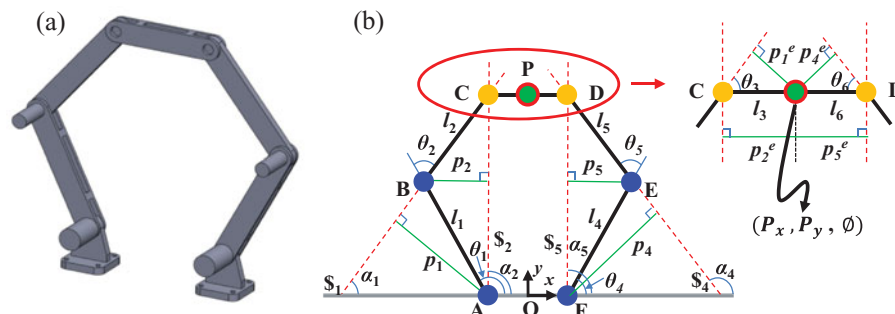 (a)
(b)
P
C
D
l₂
l₅
θ₂
θ₅
B
p₂
p₅
E
l₁
l₄
$₂
$₅
p₁
θ₁
α₂
α₅
p₄
$₁
α₁
y
x
θ₄
$₄
α₄
A
O
F
p₁ᵉ
p₄ᵉ
C
θ₃
θ₆
l₃
l₆
p₂ᵉ
p₅ᵉ
(Pₓ, Pᵧ, ∅)